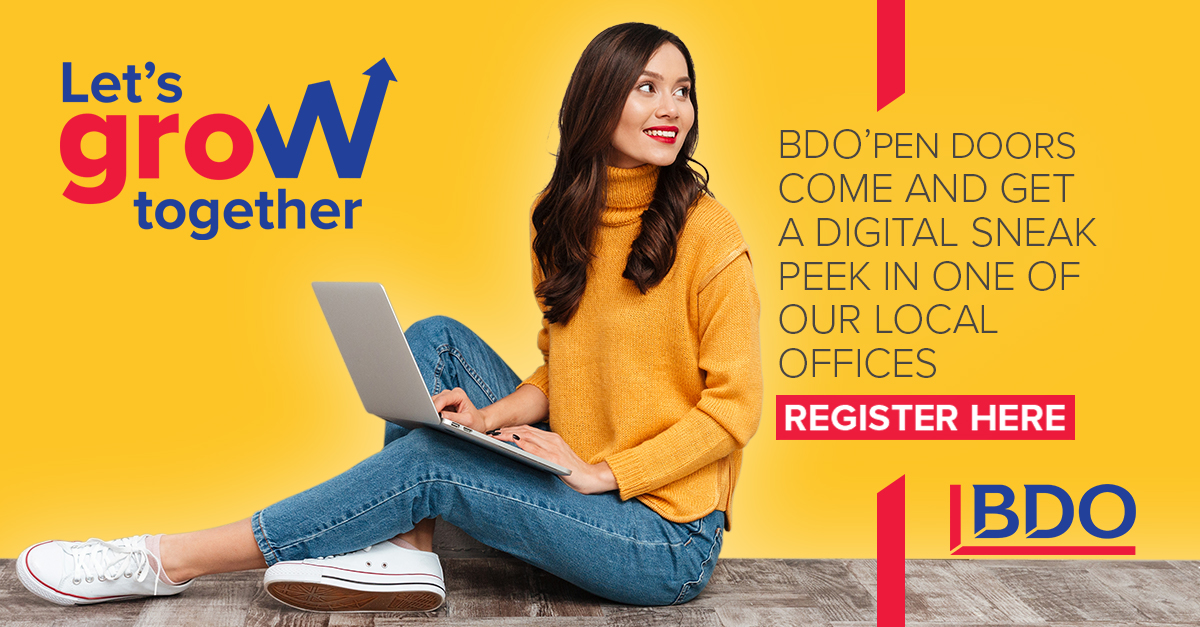 Let's
grow
together
BDO'PEN DOORS
COME AND GET
A DIGITAL SNEAK
PEEK IN ONE OF
OUR LOCAL
OFFICES
REGISTER HERE
BDO